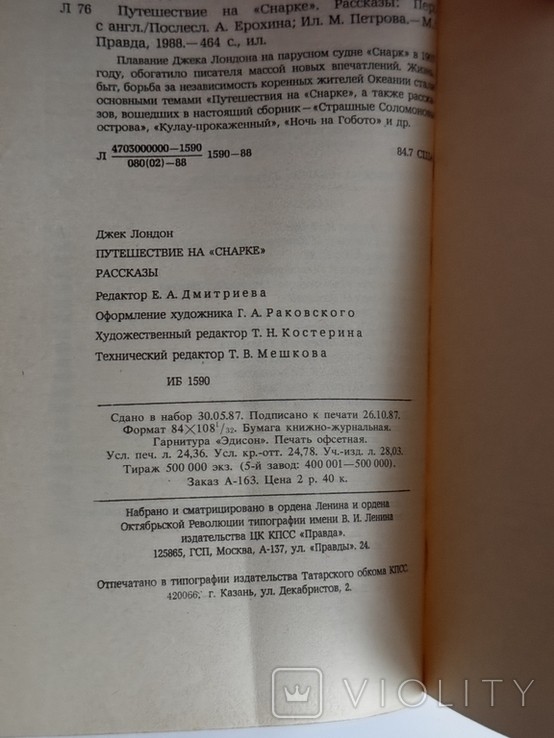 Л 76 Путешествие на «Снарке». Рассказы: Пер.
с англ./Послесл. А. Ерохина; Ил. М. Петрова.—М.
Правда, 1988.—464 с., ил.
Плавание Джека Лондона на парусном судне «Снарк» в
году, обогатило писателя массой новых впечатлений. Жизнь,
быт, борьба за независимость коренных жителей Океании стали
основными темами «Путешествия на «Снарке», а также расска-
зов, вошедших в настоящий сборник—«Страшные Соломоновы
острова», «Кулау-прокаженный», «Ночь на Гобото» и др.
Л 4705000000—1590 / 080(02)—88 1590—88 84.7 США
Джек Лондон
ПУТЕШЕСТВИЕ НА «СНАРКЕ»
РАССКАЗЫ
Редактор Е. А. Дмитриева
Оформление художника Г. А. Раковского
Художественный редактор Т. Н. Костерина
Технический редактор Т. В. Мешкова
ИБ 1590
Сдано в набор 30.05.87. Подписано к печати 26.10.87.
Формат 84×108 1/32. Бумага книжно-журнальная.
Гарнитура «Эдисон». Печать офсетная.
Усл. печ. л. 24,36. Усл. кр.-отт. 24,78. Уч.-изд. л. 28,03.
Тираж 500 000 экз. (5-й завод: 400 001—500 000).
Заказ А-163. Цена 2 р. 40 к.
Набрано и сматрицировано в ордена Ленина и ордена
Октябрьской Революции типографии имени В. И. Ленина
издательства ЦК КПСС «Правда».
125865, ГСП, Москва, А-137, ул. «Правды», 24.
Отпечатано в типографии издательства Татарского обкома КПСС.
420066, г. Казань, ул. Декабристов, 2.
VIOLITY